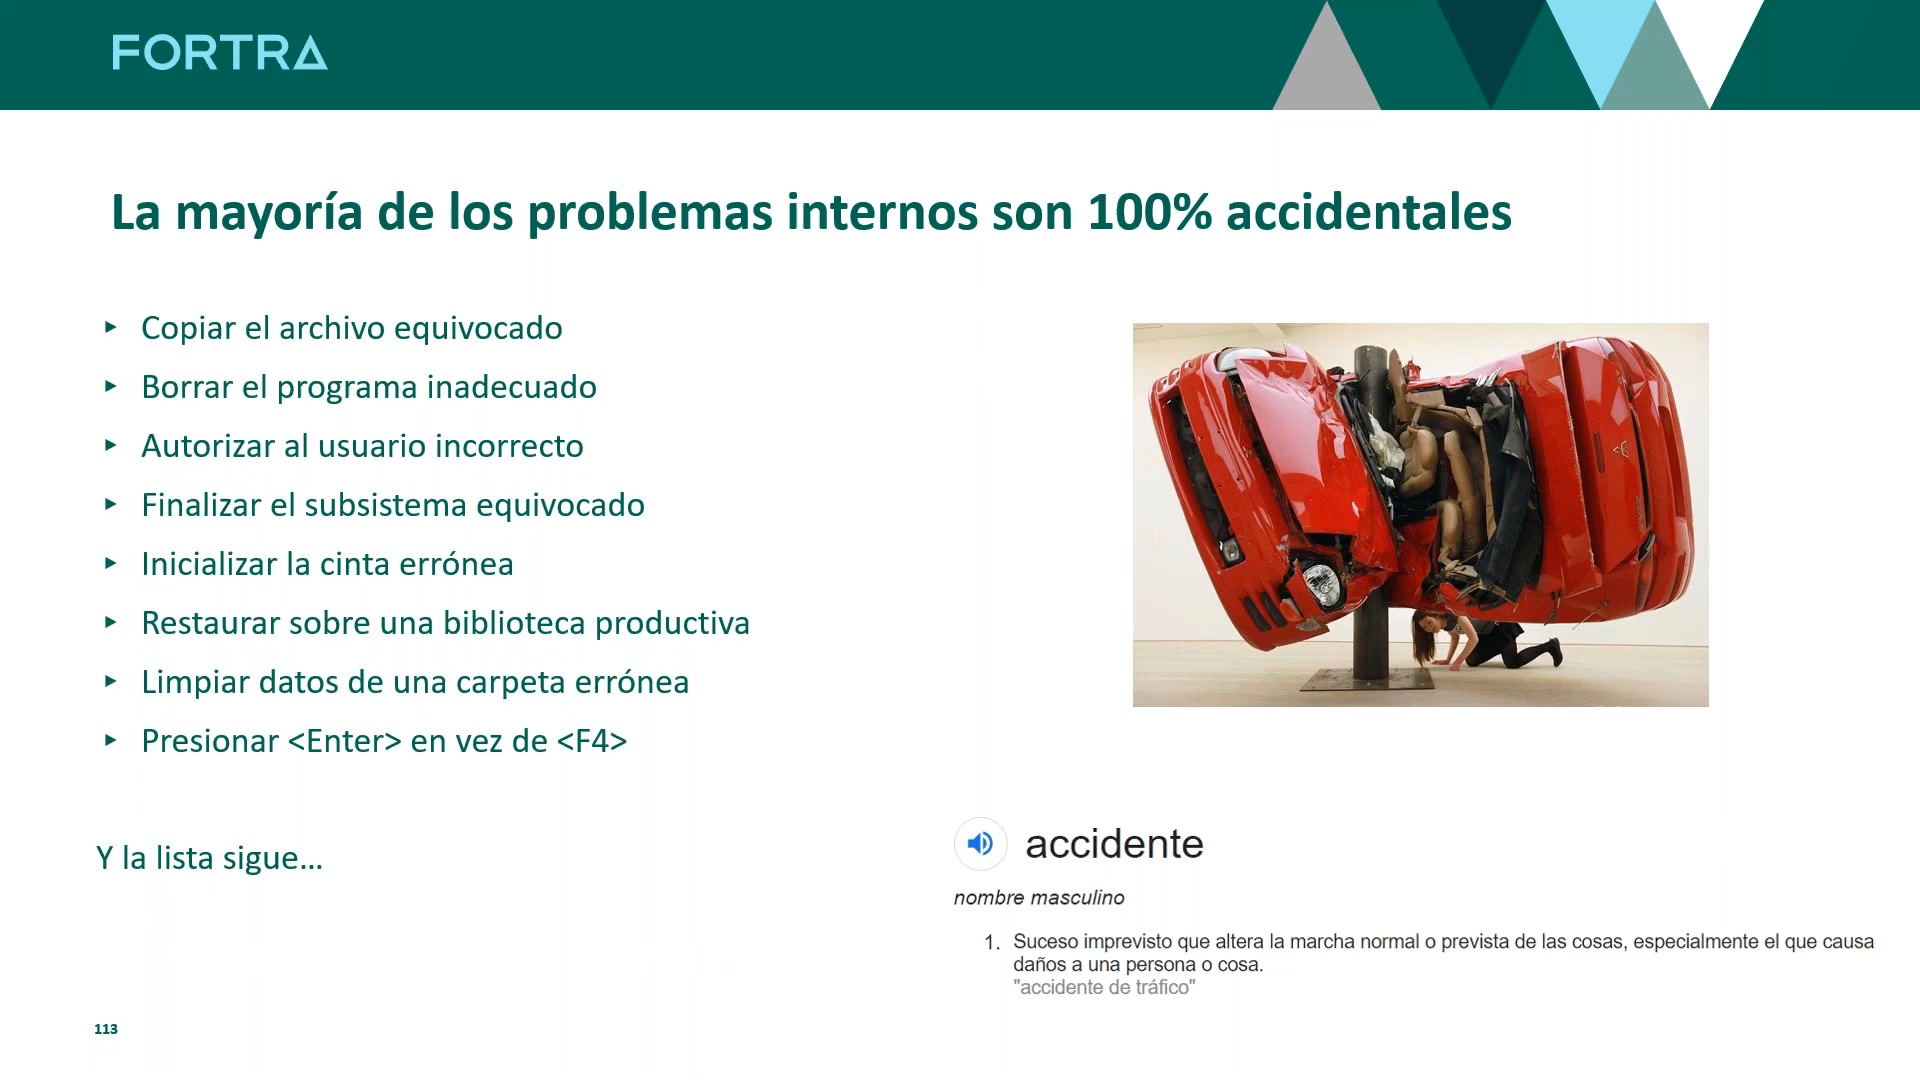 FORTRA
La mayoría de los problemas internos son 100% accidentales
‣ Copiar el archivo equivocado
‣ Borrar el programa inadecuado
‣ Autorizar al usuario incorrecto
‣ Finalizar el subsistema equivocado
‣ Inicializar la cinta errónea
‣ Restaurar sobre una biblioteca productiva
‣ Limpiar datos de una carpeta errónea
‣ Presionar <Enter> en vez de <F4>
Y la lista sigue...
accidente
nombre masculino
1. Suceso imprevisto que altera la marcha normal o prevista de las cosas, especialmente el que causa
daños a una persona o cosa.
"accidente de tráfico"
113